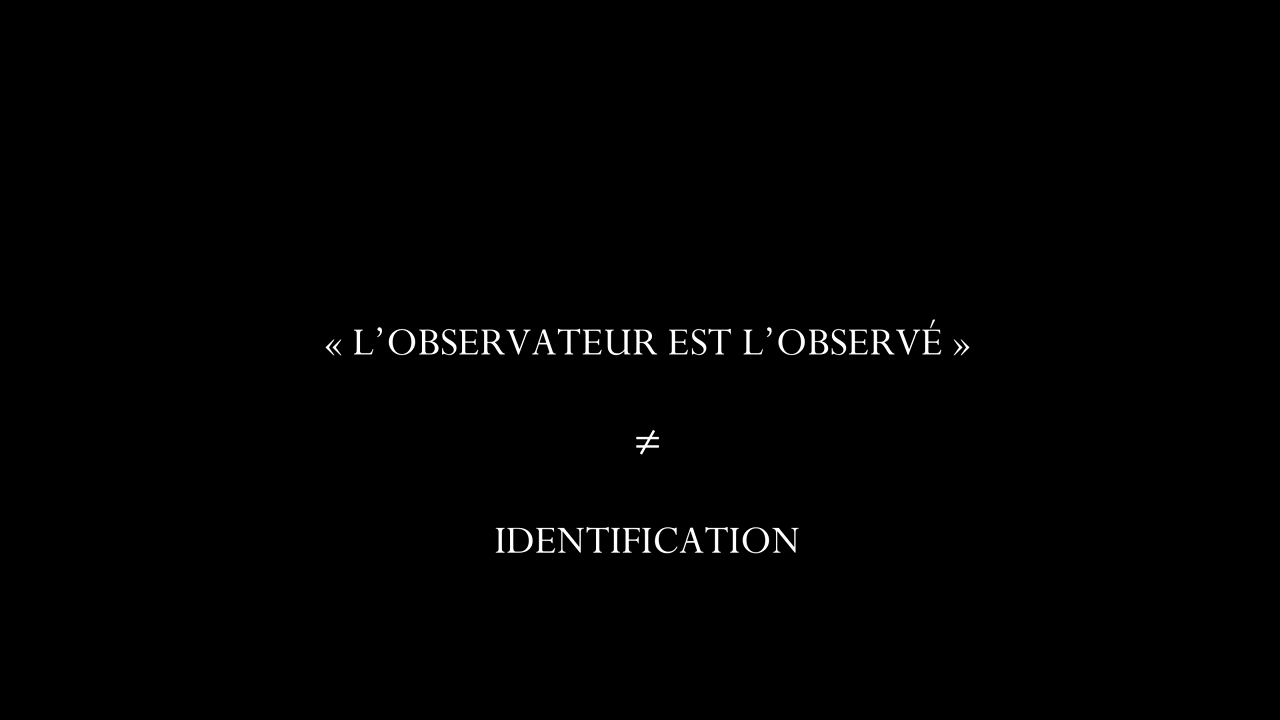 « L’OBSERVATEUR EST L’OBSERVÉ »
≠
IDENTIFICATION